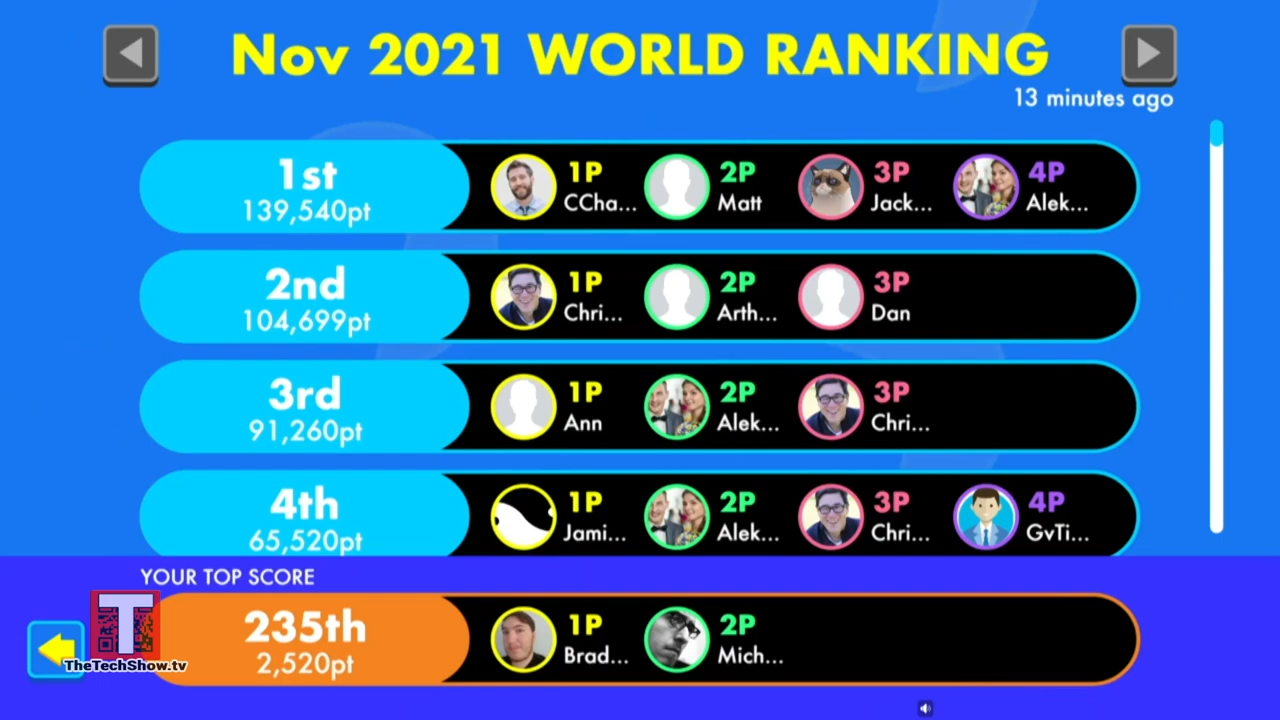 Nov 2021 WORLD RANKING
13 minutes ago
1st
139,540pt
1P
CCha...
2P
Matt
3P
Jack...
4P
Alek...
2nd
104,699pt
1P
Chri...
2P
Arth...
3P
Dan
3rd
91,260pt
1P
Ann
2P
Alek...
3P
Chri...
4th
65,520pt
1P
Jami...
2P
Alek...
3P
Chri...
4P
GvTi...
YOUR TOP SCORE
235th
2,520pt
1P
Brad...
2P
Mich...
T
TheTechShow.tv